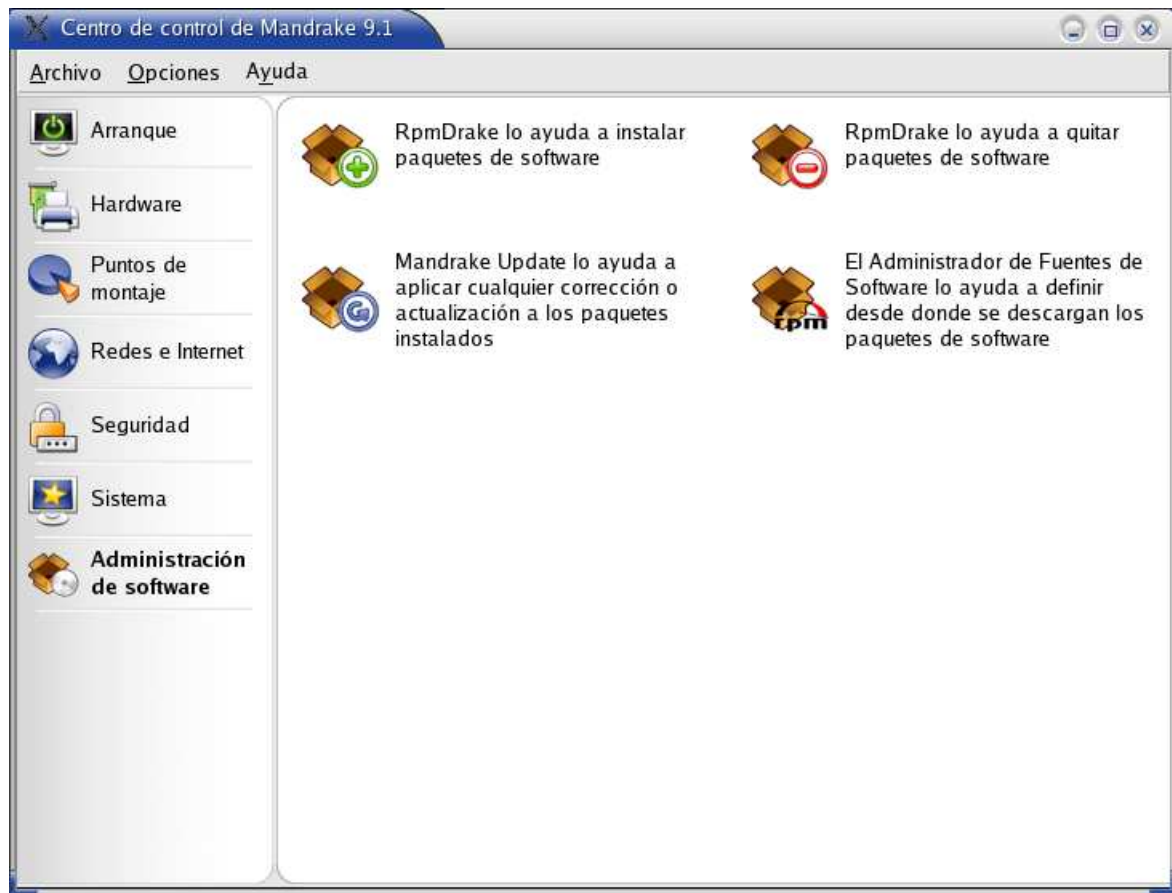 Centro de control de Mandrake 9.1
Archivo Opciones Ayuda
Arranque
Hardware
Puntos de
montaje
Redes e Internet
Seguridad
Sistema
Administración
de software
RpmDrake lo ayuda a instalar
paquetes de software
RpmDrake lo ayuda a quitar
paquetes de software
Mandrake Update lo ayuda a
aplicar cualquier corrección o
actualización a los paquetes
instalados
El Administrador de Fuentes de
Software lo ayuda a definir
desde donde se descargan los
paquetes de software
rpm